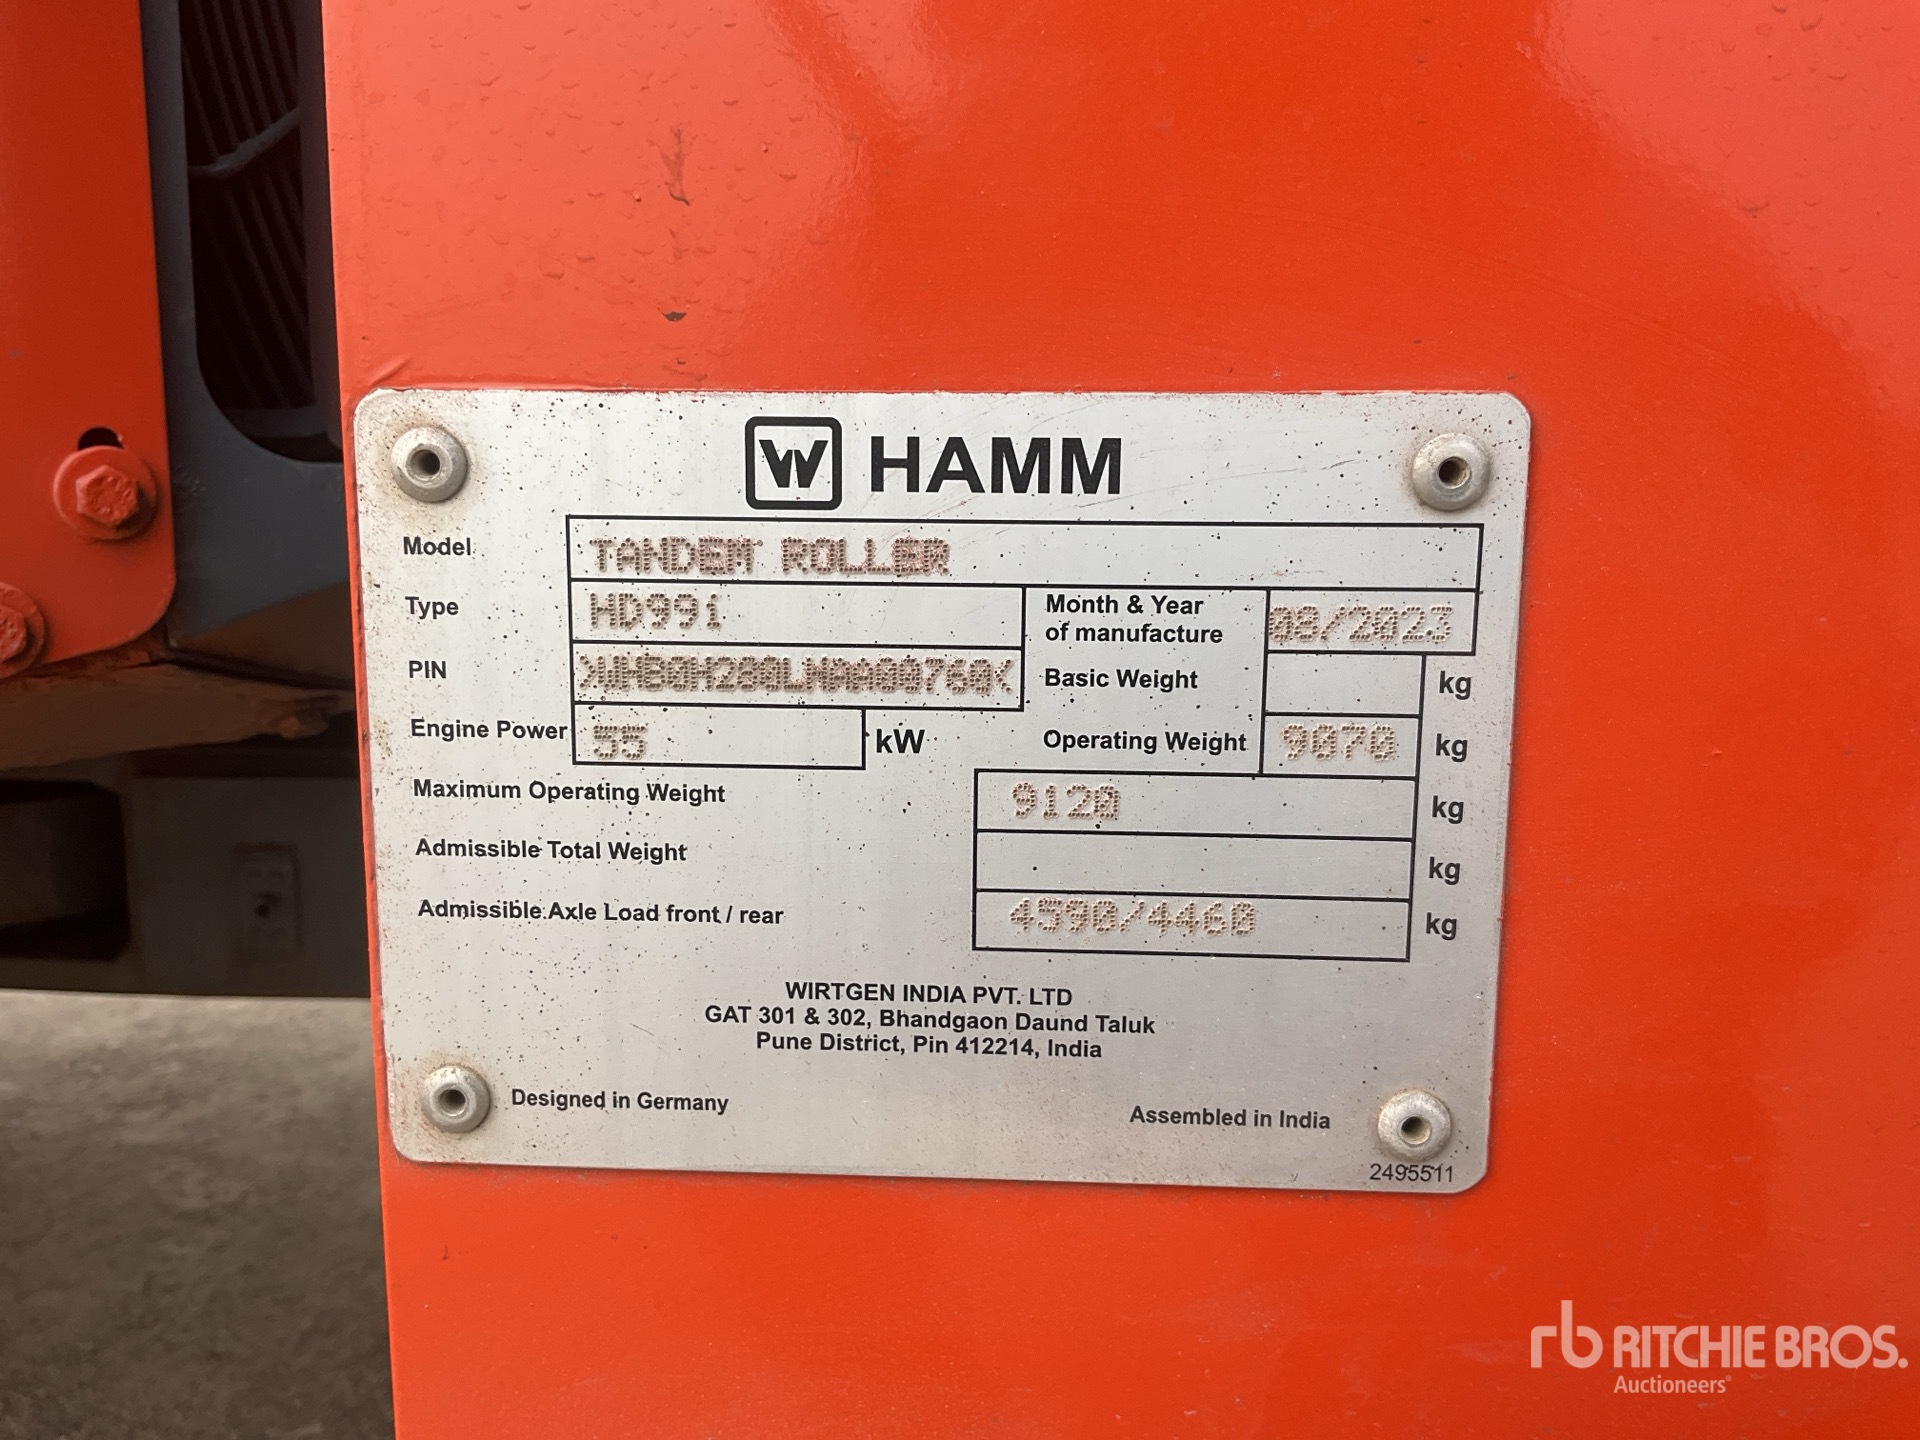 W HAMM
Model TANDEM ROLLER
Type HD99i
Month & Year of manufacture 08/2023
PIN >WHB0H280LHAA00760<
Basic Weight kg
Engine Power 55 kW
Operating Weight 9070 kg
Maximum Operating Weight 9120 kg
Admissible Total Weight kg
Admissible Axle Load front / rear 4590/4460 kg
WIRTGEN INDIA PVT. LTD
GAT 301 & 302, Bhandgaon Daund Taluk
Pune District, Pin 412214, India
Designed in Germany
Assembled in India
2495511
rb RITCHIE BROS.
Auctioneers